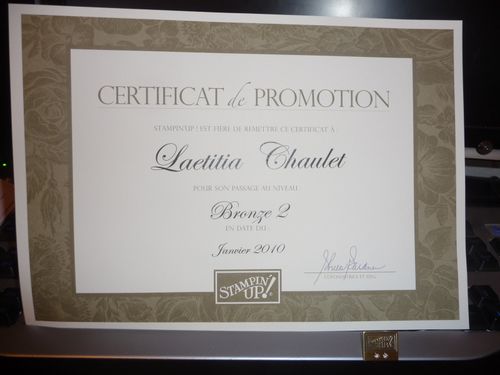 CERTIFICAT de PROMOTION
STAMPIN'UP ! EST FIÈRE DE REMETTRE CE CERTIFICAT À :
Laetitia Chaulet
POUR SON PASSAGE AU NIVEAU
Bronze 2
EN DATE DU :
Janvier 2010
STAMPIN' UP!